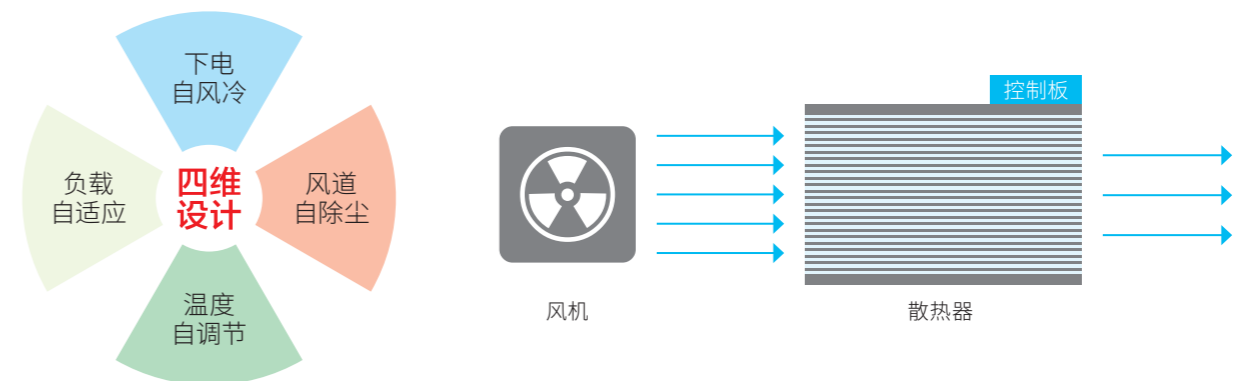 下电
自风冷
负载
自适应
四维
设计
风道
自除尘
温度
自调节
控制板
风机
散热器